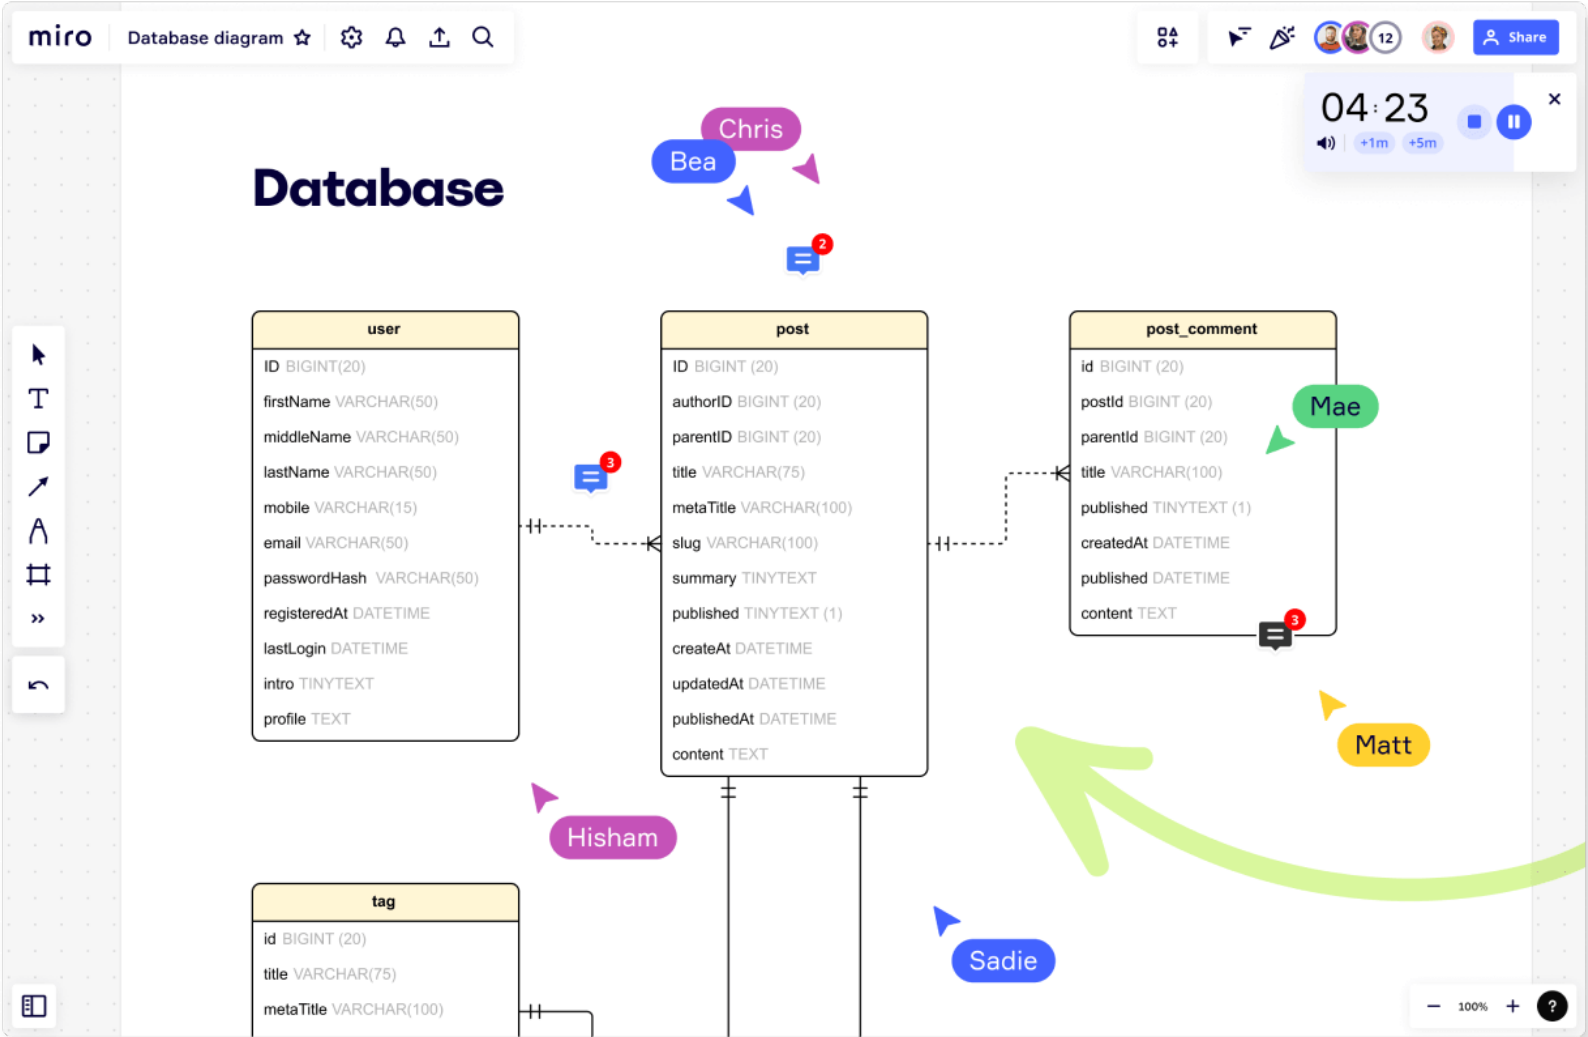 miro
Database diagram
12
Share
04:23
+1m
+5m
Chris
Bea
Database
2
user
ID BIGINT(20)
firstName VARCHAR(50)
middleName VARCHAR(50)
lastName VARCHAR(50)
mobile VARCHAR(15)
email VARCHAR(50)
passwordHash VARCHAR(50)
registeredAt DATETIME
lastLogin DATETIME
intro TINYTEXT
profile TEXT
3
post
ID BIGINT (20)
authorID BIGINT (20)
parentID BIGINT (20)
title VARCHAR(75)
metaTitle VARCHAR(100)
slug VARCHAR(100)
summary TINYTEXT
published TINYTEXT (1)
createAt DATETIME
updatedAt DATETIME
publishedAt DATETIME
content TEXT
post_comment
id BIGINT (20)
postId BIGINT (20)
parentId BIGINT (20)
title VARCHAR(100)
published TINYTEXT (1)
createdAt DATETIME
published DATETIME
content TEXT
Mae
3
Matt
Hisham
Sadie
tag
id BIGINT (20)
title VARCHAR(75)
metaTitle VARCHAR(100)
100%
?